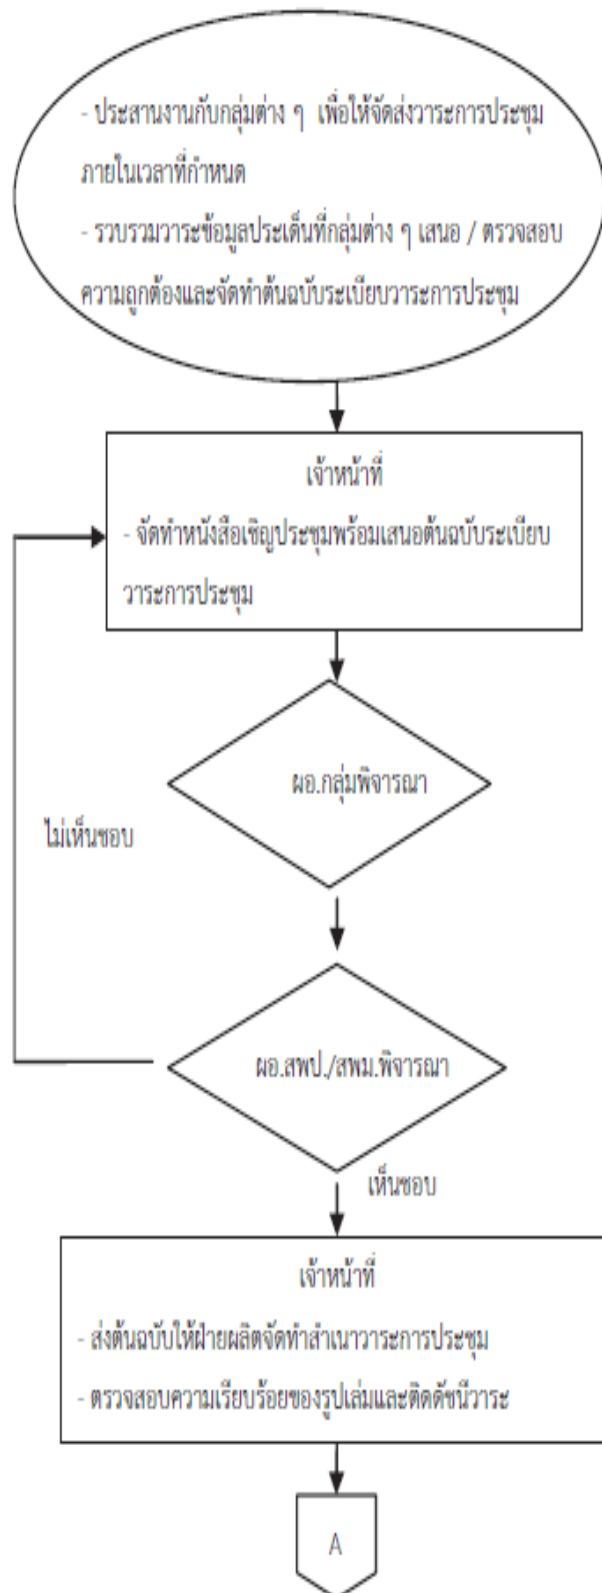 - ประสานงานกับกลุ่มต่าง ๆ เพื่อให้จัดส่งวาระการประชุม
ภายในเวลาที่กำหนด
- รวบรวมวาระข้อมูลประเด็นที่กลุ่มต่าง ๆ เสนอ / ตรวจสอบ
ความถูกต้องและจัดทำต้นฉบับระเบียบวาระการประชุม
เจ้าหน้าที่
- จัดทำหนังสือเชิญประชุมพร้อมเสนอต้นฉบับระเบียบ
วาระการประชุม
ผอ.กลุ่มพิจารณา
ไม่เห็นชอบ
ผอ.สพป./สพม.พิจารณา
เห็นชอบ
เจ้าหน้าที่
- ส่งต้นฉบับให้ฝ่ายผลิตจัดทำสำเนาวาระการประชุม
- ตรวจสอบความเรียบร้อยของรูปเล่มและติดดัชนีวาระ
A